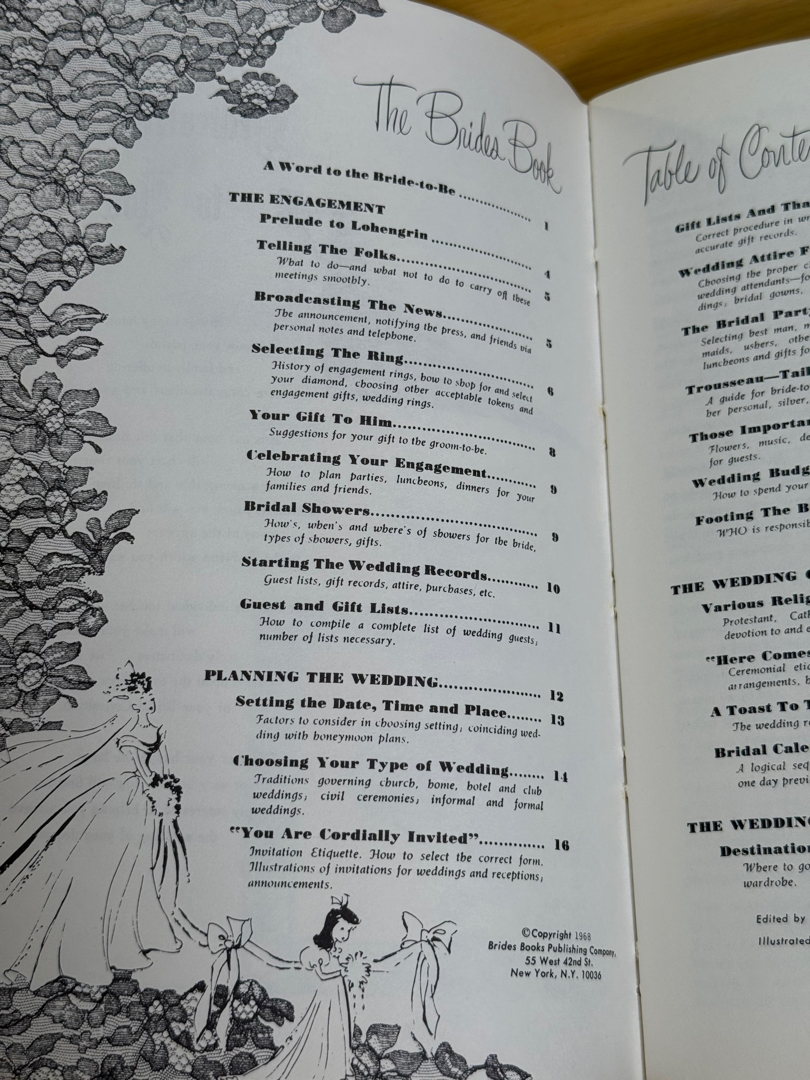 The Brides Book
A Word to the Bride-to-Be .................. 1
THE ENGAGEMENT
Prelude to Lohengrin ....................... 4
Telling The Folks............................ 5
What to do—and what not to do to carry off these
meetings smoothly.
Broadcasting The News.................. 5
The announcement, notifying the press, and friends via
personal notes and telephone.
Selecting The Ring........................... 6
History of engagement rings, how to shop for and select
your diamond, choosing other acceptable tokens and
engagement gifts, wedding rings.
Your Gift To Him............................. 8
Suggestions for your gift to the groom-to-be.
Celebrating Your Engagement.......... 9
How to plan parties, luncheons, dinners for your
families and friends.
Bridal Showers................................ 9
How's, when's and where's of showers for the bride,
types of showers, gifts.
Starting The Wedding Records........... 10
Guest lists, gift records, attire, purchases, etc.
Guest and Gift Lists......................... 11
How to compile a complete list of wedding guests;
number of lists necessary.
PLANNING THE WEDDING.................... 12
Setting the Date, Time and Place........ 13
Factors to consider in choosing setting; coinciding wed-
ding with honeymoon plans.
Choosing Your Type of Wedding........ 14
Traditions governing church, home, hotel and club
weddings; civil ceremonies; informal and formal
weddings.
"You Are Cordially Invited".............. 16
Invitation Etiquette. How to select the correct form.
Illustrations of invitations for weddings and receptions,
announcements.
©Copyright 1968
Brides Books Publishing Company,
55 West 42nd St.
New York, N.Y. 10036
Table of Conte
Gift Lists And Tha
Correct procedure in wr
accurate gift records.
Wedding Attire F
Choosing the proper c
wedding attendants—fo
dings; bridal gowns,
The Bridal Party
Selecting best man,
maids, ushers, othe
luncheons and gifts fo
Trousseau—Tail
A guide for bride-to
her personal, silver,
Those Importan
Flowers, music, de
for guests.
Wedding Budg
How to spend your
Footing The B
WHO is responsib
THE WEDDING C
Various Relig
Protestant, Cath
devotion to and e
"Here Comes
Ceremonial etiq
arrangements, b
A Toast To T
The wedding re
Bridal Cale
A logical seq
one day previ
THE WEDDING
Destination
Where to go
wardrobe.
Edited by
Illustrated